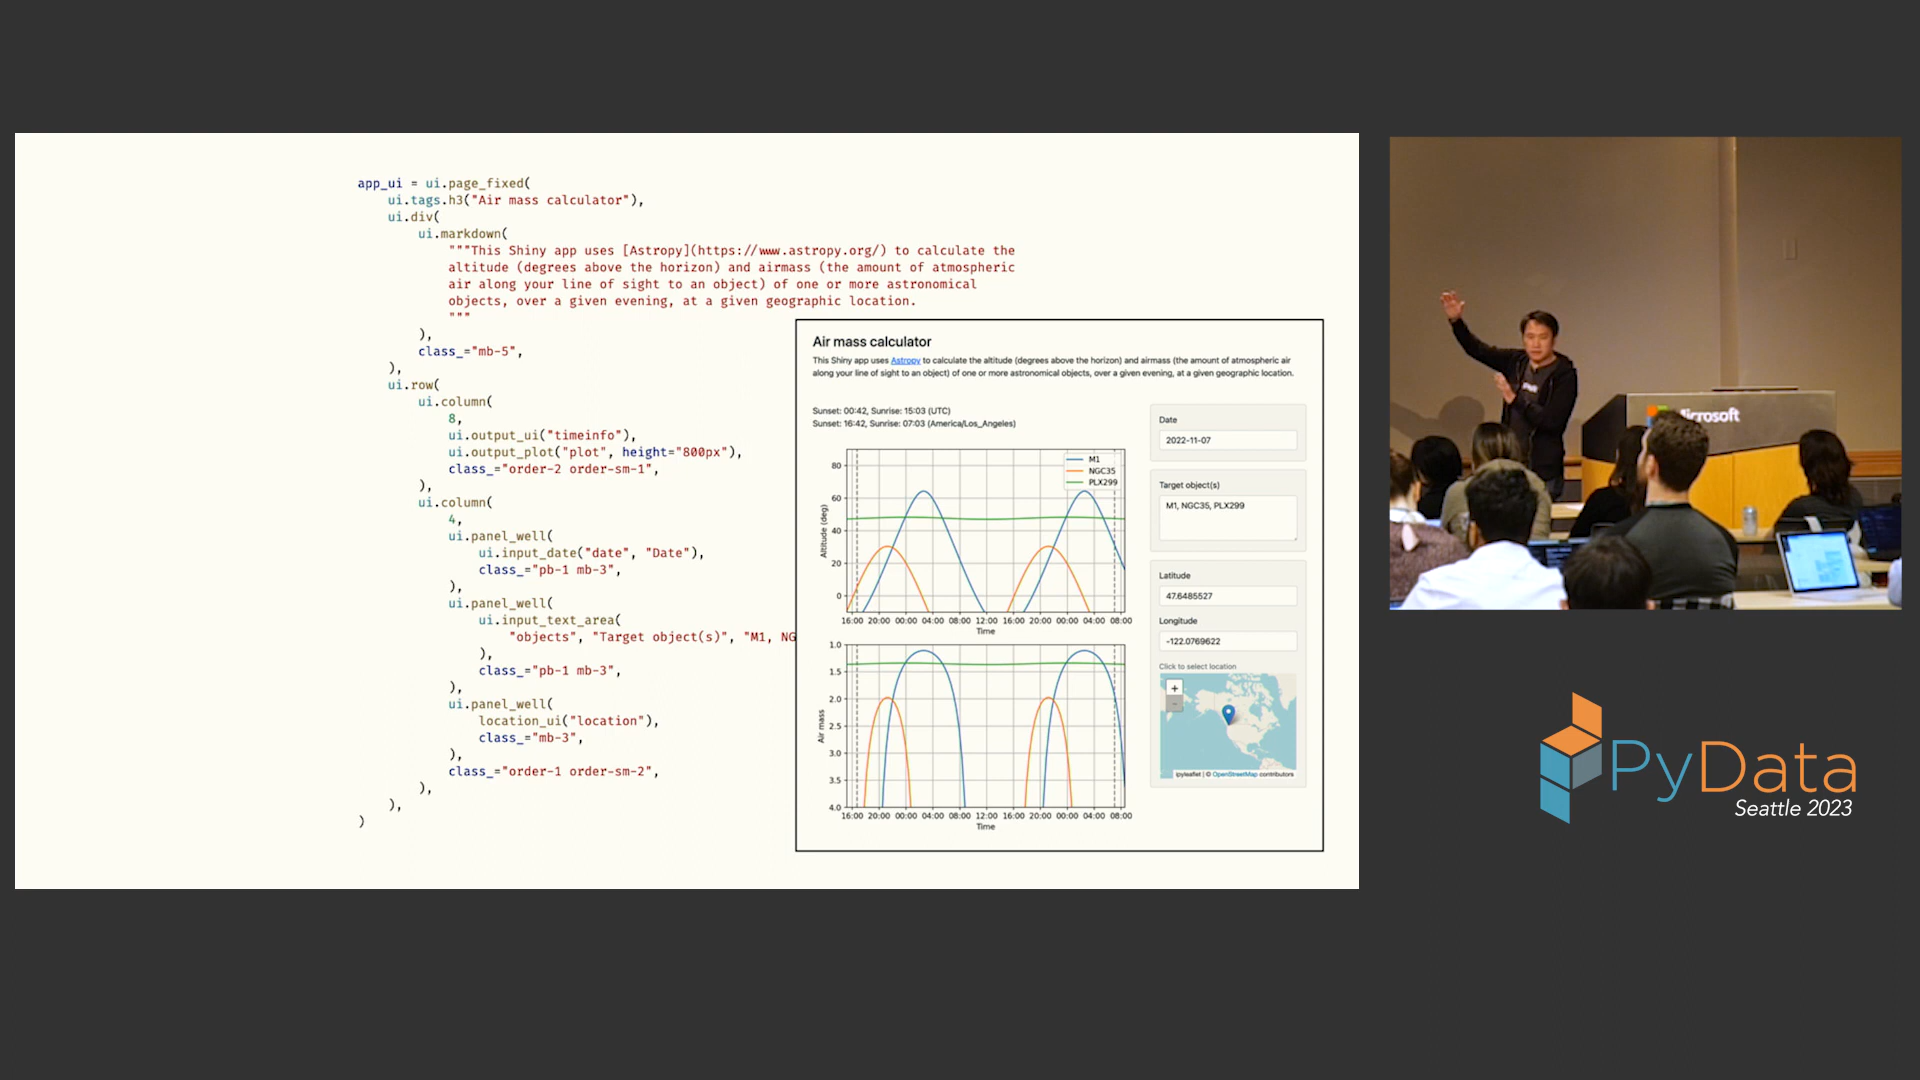 app_ui = ui.page_fixed(
ui.tags.h3("Air mass calculator"),
ui.div(
ui.markdown(
"""This Shiny app uses [Astropy](https://www.astropy.org/) to calculate the
altitude (degrees above the horizon) and airmass (the amount of atmospheric
air along your line of sight to an object) of one or more astronomical
objects, over a given evening, at a given geographic location.
"""
),
class_="mb-5",
),
ui.row(
ui.column(
8,
ui.output_ui("timeinfo"),
ui.output_plot("plot", height="800px"),
class_="order-2 order-sm-1",
),
ui.column(
4,
ui.panel_well(
ui.input_date("date", "Date"),
class_="pb-1 mb-3",
),
ui.panel_well(
ui.input_text_area(
"objects", "Target object(s)", "M1, NG
),
class_="pb-1 mb-3",
),
ui.panel_well(
location_ui("location"),
class_="mb-3",
),
class_="order-1 order-sm-2",
),
),
)
Air mass calculator
This Shiny app uses Astropy to calculate the altitude (degrees above the horizon) and airmass (the amount of atmospheric air
along your line of sight to an object) of one or more astronomical objects, over a given evening, at a given geographic location.
Sunset: 00:42, Sunrise: 15:03 (UTC)
Sunset: 16:42, Sunrise: 07:03 (America/Los_Angeles)
M1
NGC35
PLX299
80
60
40
20
0
Altitude (deg)
16:00 20:00 00:00 04:00 08:00 12:00 16:00 20:00 00:00 04:00 08:00
Time
1.0
1.5
2.0
2.5
3.0
3.5
4.0
Air mass
16:00 20:00 00:00 04:00 08:00 12:00 16:00 20:00 00:00 04:00 08:00
Time
Date
2022-11-07
Target object(s)
M1, NGC35, PLX299
Latitude
47.6485527
Longitude
-122.0769622
Click to select location
+
-
ipyleaflet | © OpenStreetMap contributors
Microsoft
PyData
Seattle 2023